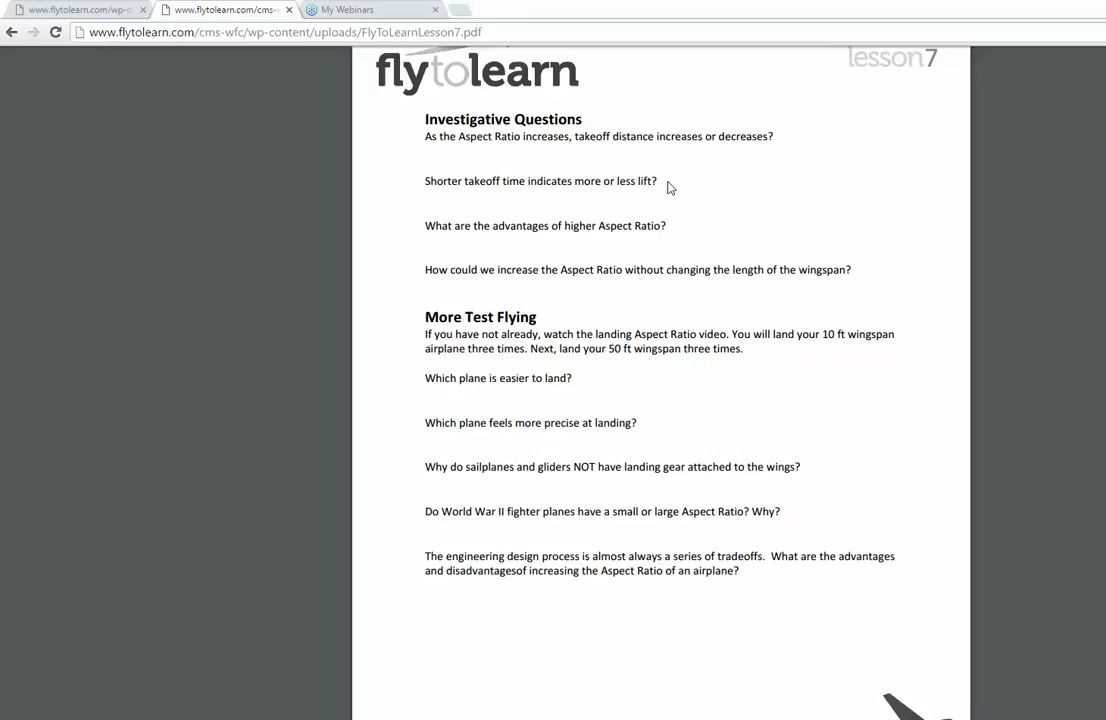 www.flytolearn.com/wp-c
www.flytolearn.com/cms-
My Webinars
www.flytolearn.com/cms-wfc/wp-content/uploads/FlyToLearnLesson7.pdf
flytolearn
lesson7
Investigative Questions
As the Aspect Ratio increases, takeoff distance increases or decreases?
Shorter takeoff time indicates more or less lift?
What are the advantages of higher Aspect Ratio?
How could we increase the Aspect Ratio without changing the length of the wingspan?
More Test Flying
If you have not already, watch the landing Aspect Ratio video. You will land your 10 ft wingspan
airplane three times. Next, land your 50 ft wingspan three times.
Which plane is easier to land?
Which plane feels more precise at landing?
Why do sailplanes and gliders NOT have landing gear attached to the wings?
Do World War II fighter planes have a small or large Aspect Ratio? Why?
The engineering design process is almost always a series of tradeoffs. What are the advantages
and disadvantagesof increasing the Aspect Ratio of an airplane?